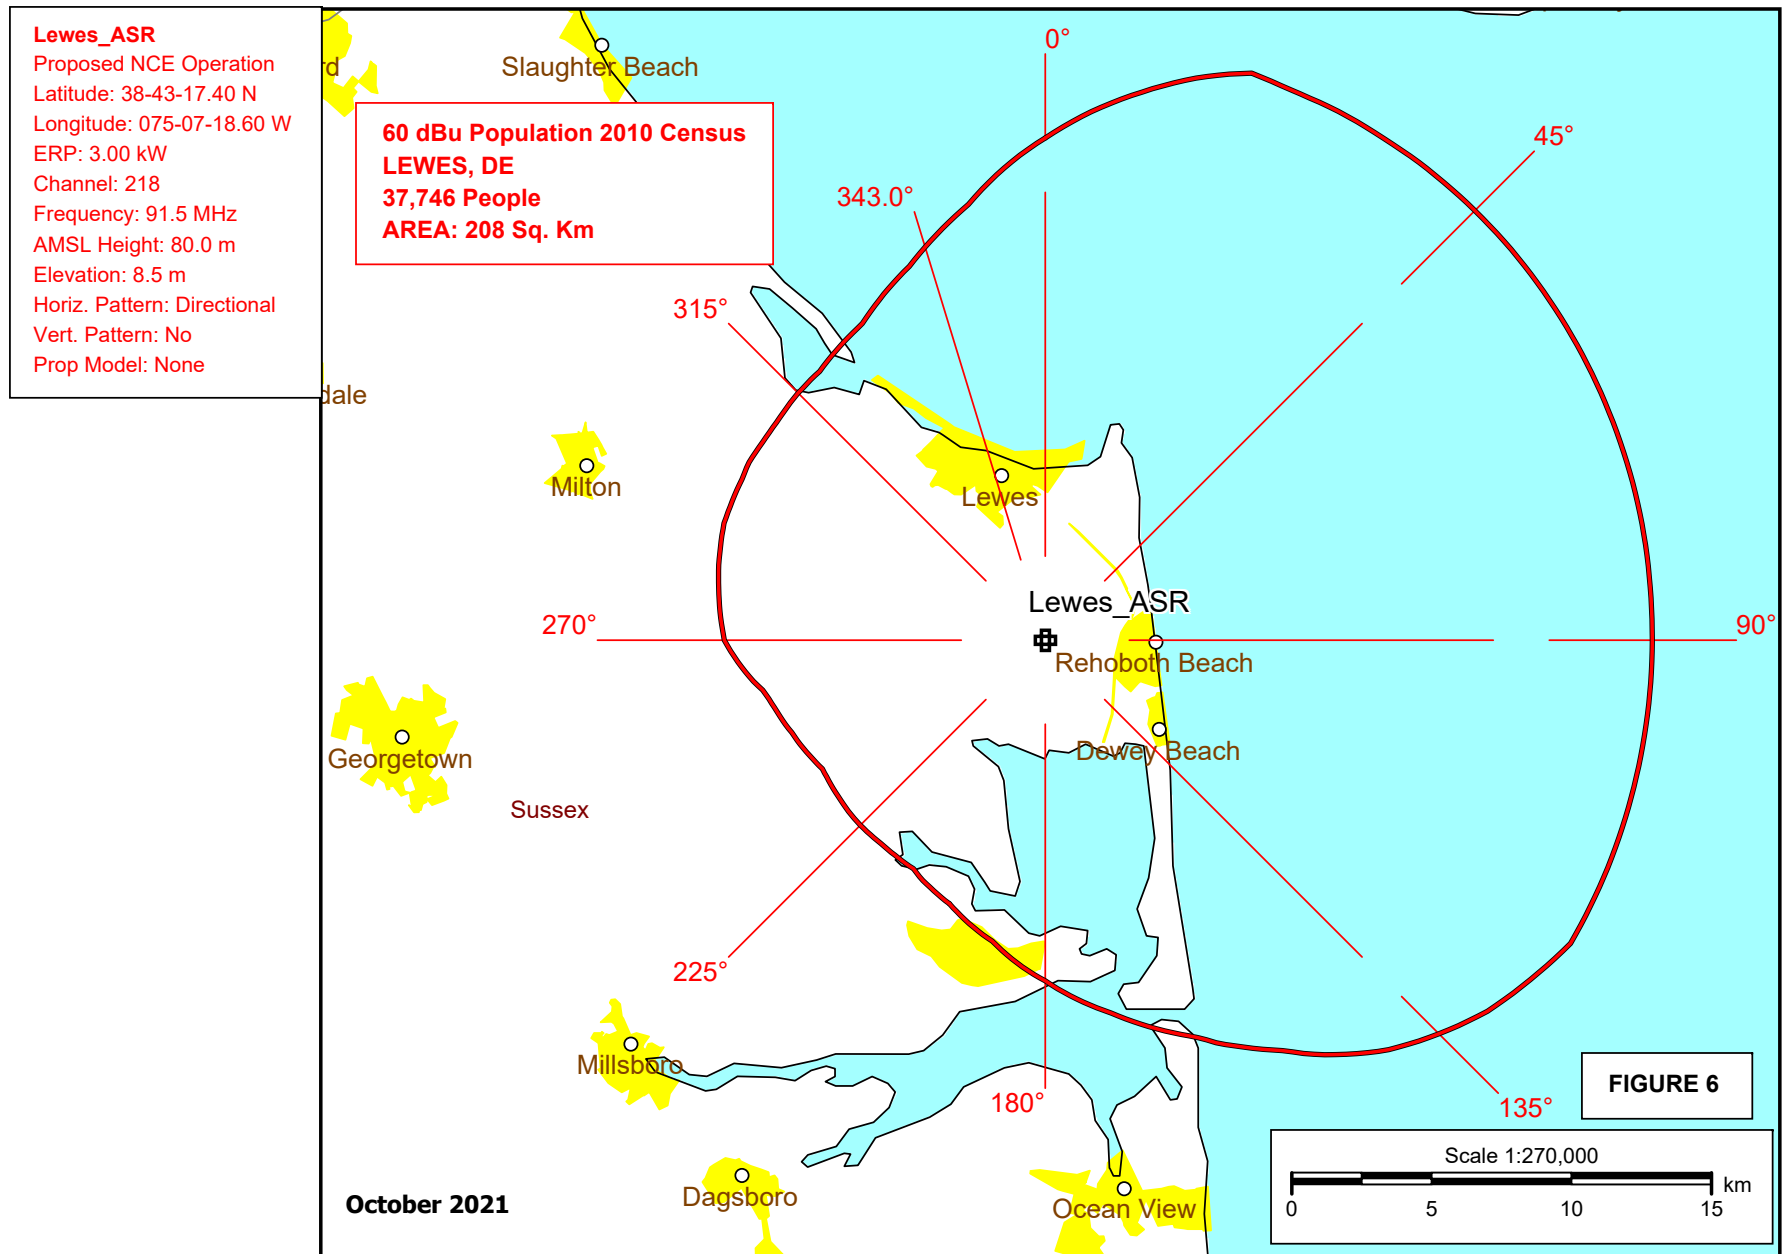 Lewes_ASR
Proposed NCE Operation
Latitude: 38-43-17.40 N
Longitude: 075-07-18.60 W
ERP: 3.00 kW
Channel: 218
Frequency: 91.5 MHz
AMSL Height: 80.0 m
Elevation: 8.5 m
Horiz. Pattern: Directional
Vert. Pattern: No
Prop Model: None
rd
Slaughter Beach
0°
60 dBu Population 2010 Census
LEWES, DE
37,746 People
AREA: 208 Sq. Km
45°
343.0°
315°
dale
Milton
Lewes
Lewes_ASR
270°
90°
Rehoboth Beach
Georgetown
Dewey Beach
Sussex
225°
Millsboro
180°
135°
FIGURE 6
Scale 1:270,000
km
0 5 10 15
October 2021
Dagsboro
Ocean View